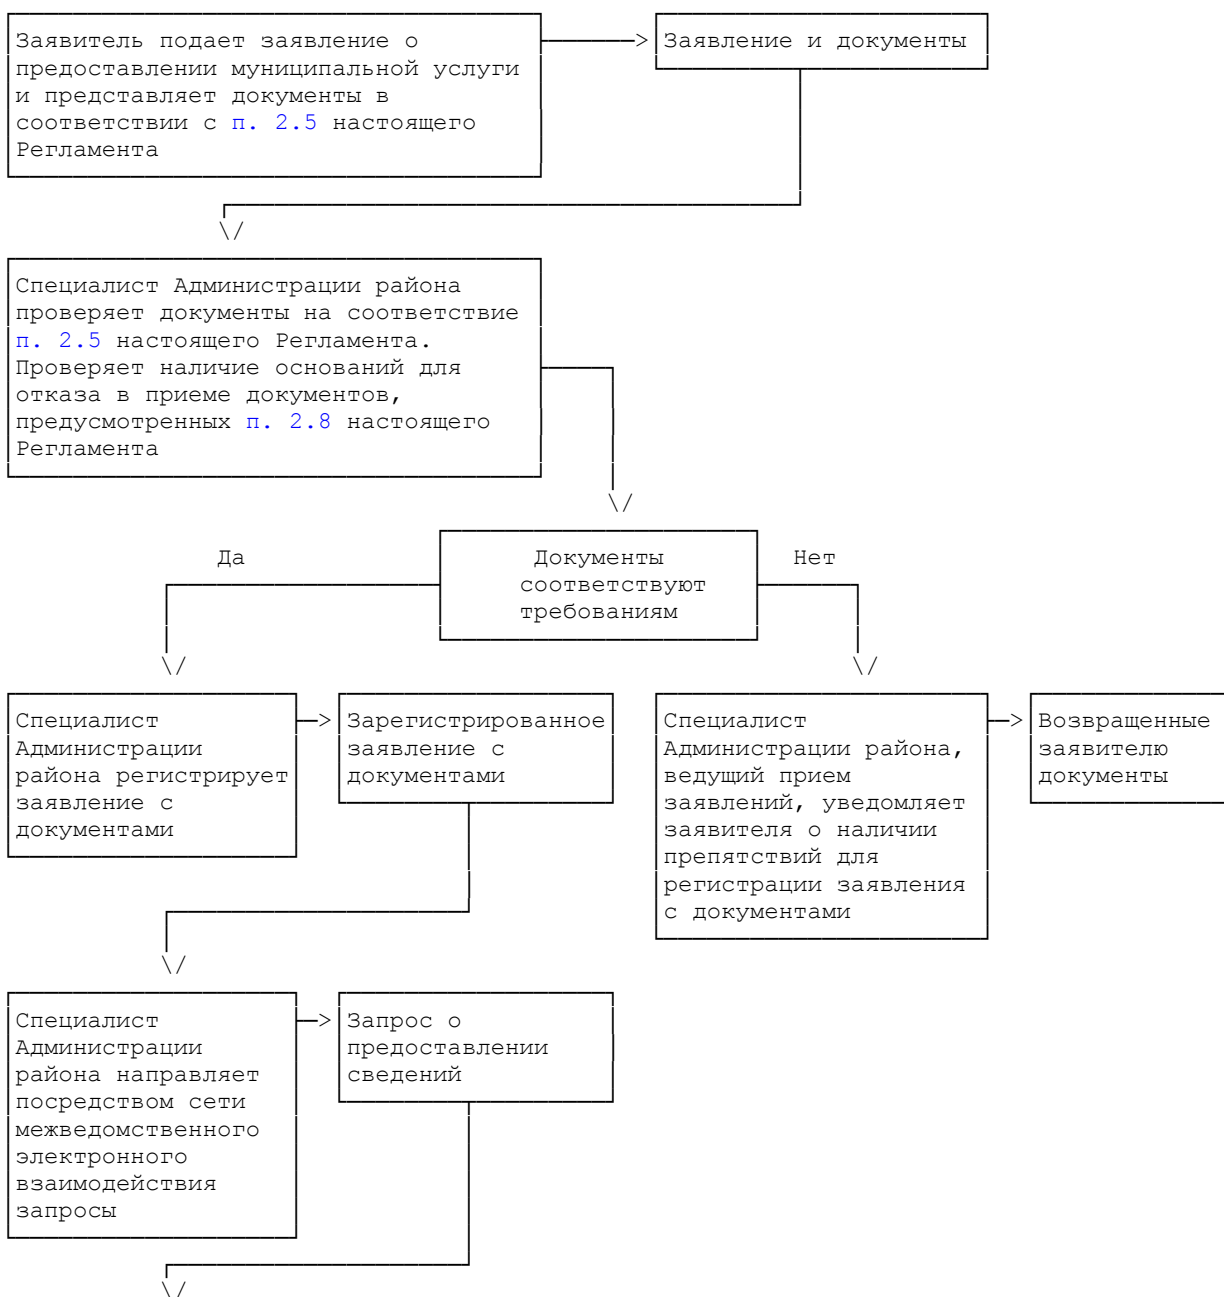 Заявитель подает заявление о
предоставлении муниципальной услуги
и представляет документы в
соответствии с п. 2.5 настоящего
Регламента
Заявление и документы
Специалист Администрации района
проверяет документы на соответствие
п. 2.5 настоящего Регламента.
Проверяет наличие оснований для
отказа в приеме документов,
предусмотренных п. 2.8 настоящего
Регламента
Да
Документы
соответствуют
требованиям
Нет
Специалист
Администрации
района регистрирует
заявление с
документами
Зарегистрированное
заявление с
документами
Специалист
Администрации района,
ведущий прием
заявлений, уведомляет
заявителя о наличии
препятствий для
регистрации заявления
с документами
Возвращенные
заявителю
документы
Специалист
Администрации
района направляет
посредством сети
межведомственного
электронного
взаимодействия
запросы
Запрос о
предоставлении
сведений